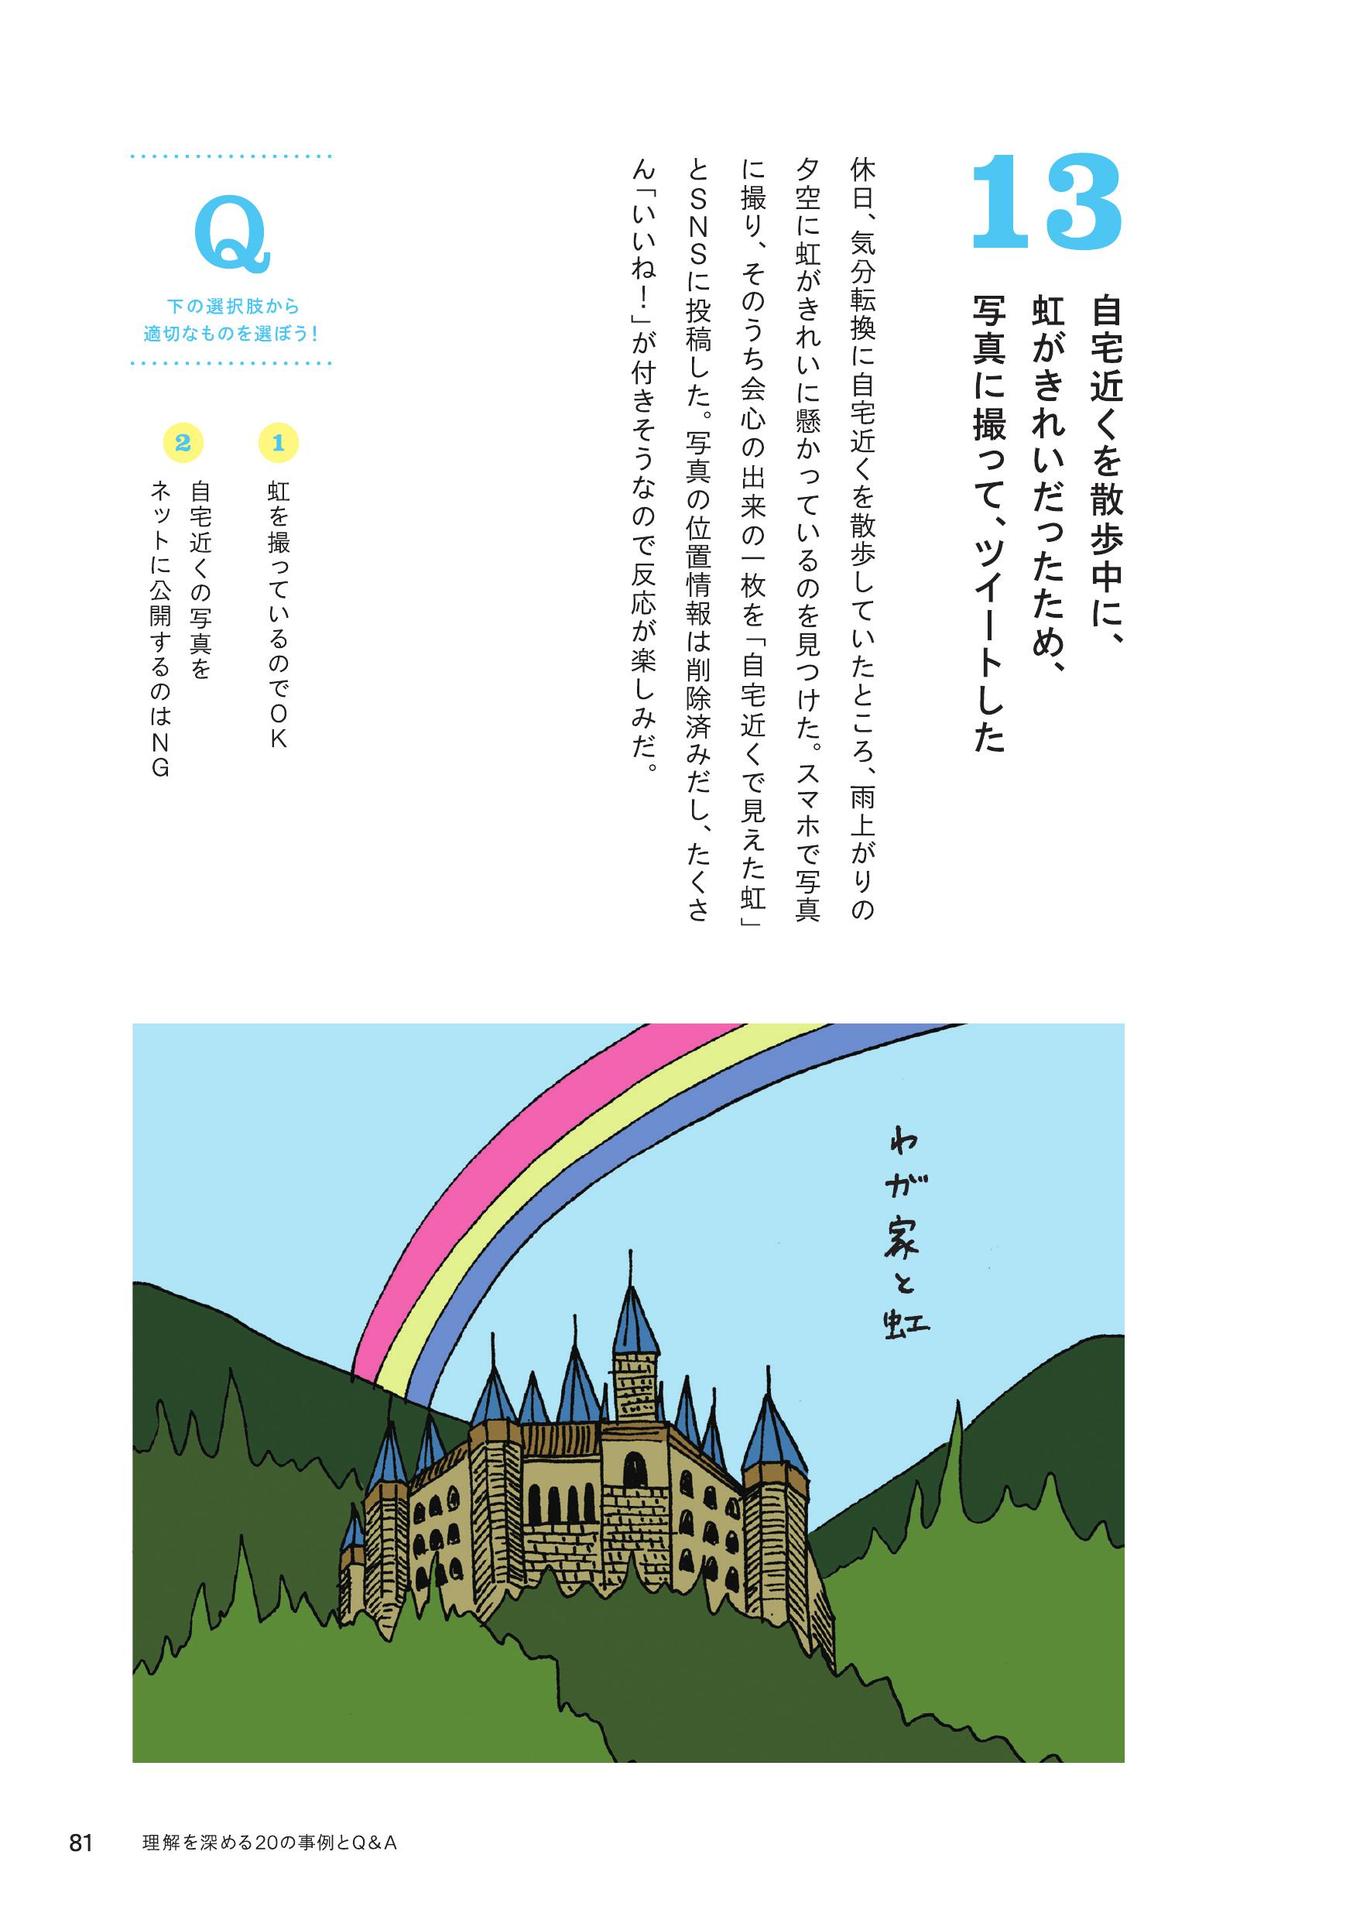 13
自宅近くを散歩中に、
虹がきれいだったため、
写真に撮って、ツイートした
休日、気分転換に自宅近くを散歩していたところ、雨上がりの
夕空に虹がきれいに懸かっているのを見つけた。スマホで写真
に撮り、そのうち会心の出来の一枚を「自宅近くで見えた虹」
とSNSに投稿した。写真の位置情報は削除済みだし、たくさ
ん「いいね！」が付きそうなので反応が楽しみだ。
Q
下の選択肢から
適切なものを選ぼう！
1
虹を撮っているのでOK
2
自宅近くの写真を
ネットに公開するのはNG
わが家と虹
81
理解を深める20の事例とQ&A